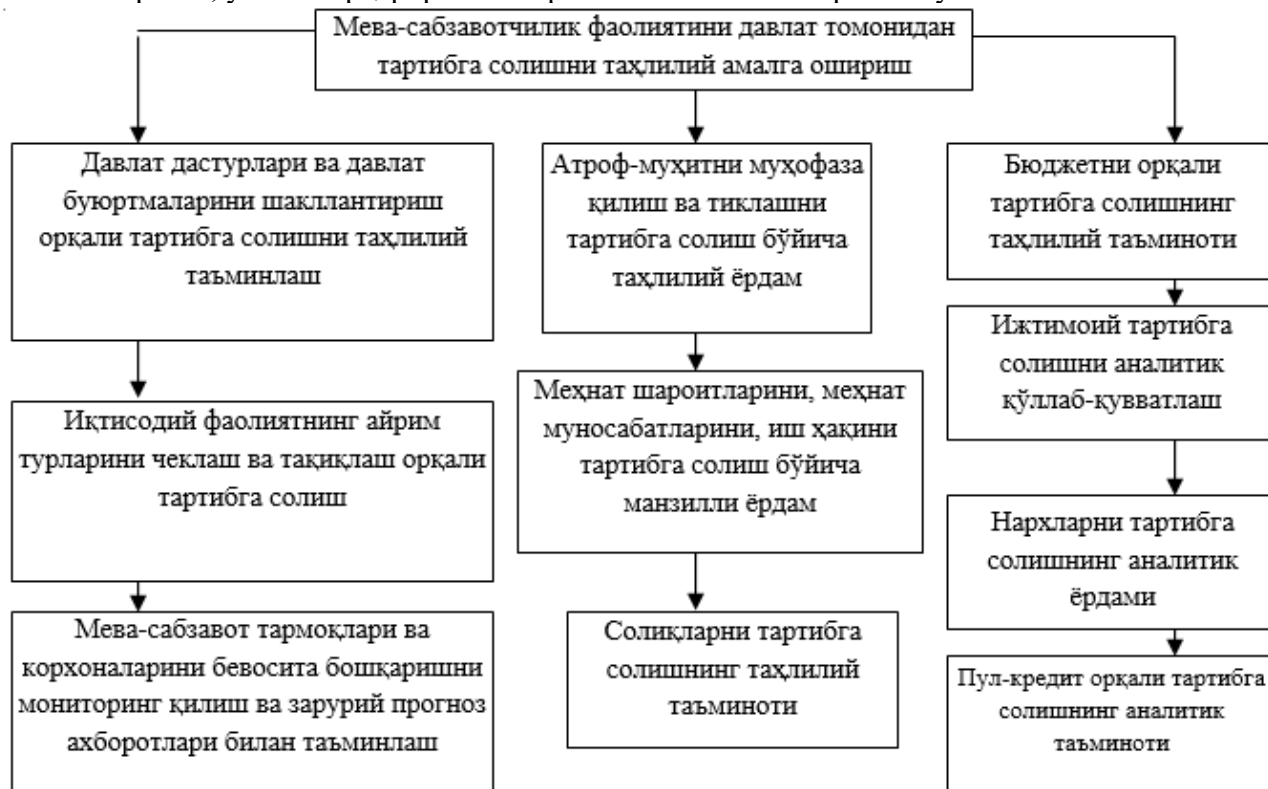 Мева-сабзавотчилик фаолиятини давлат томонидан
тартибга солишни таҳлилий амалга ошириш
Давлат дастурлари ва давлат
буюртмаларини шакллантириш
орқали тартибга солишни таҳлилий
таъминлаш
Иқтисодий фаолиятнинг айрим
турларини чеклаш ва тақиқлаш орқали
тартибга солиш
Мева-сабзавот тармоқлари ва
корхоналарини бевосита бошқаришни
мониторинг қилиш ва зарурий прогноз
ахборотлари билан таъминлаш
Атроф-муҳитни муҳофаза
қилиш ва тиклашни
тартибга солиш бўйича
таҳлилий ёрдам
Меҳнат шароитларини, меҳнат
муносабатларини, иш ҳақини
тартибга солиш бўйича
манзилли ёрдам
Солиқларни тартибга
солишнинг таҳлилий
таъминоти
Бюджетни орқали
тартибга солишнинг
таҳлилий таъминоти
Ижтимоий тартибга
солишни аналитик
қўллаб-қувватлаш
Нархларни тартибга
солишнинг аналитик
ёрдами
Пул-кредит орқали тартибга
солишнинг аналитик
таъминоти